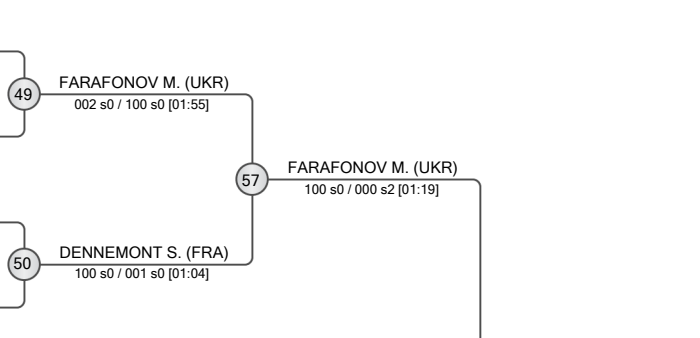 49
FARAFONOV M. (UKR)
002 s0 / 100 s0 [01:55]
57
FARAFONOV M. (UKR)
100 s0 / 000 s2 [01:19]
50
DENNEMONT S. (FRA)
100 s0 / 001 s0 [01:04]